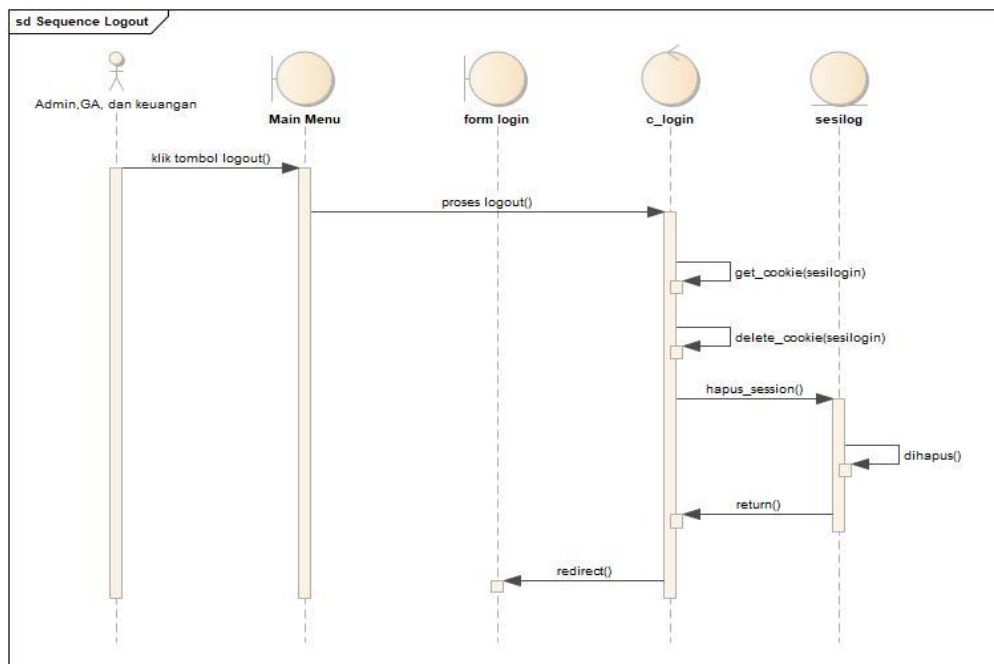 sd Sequence Logout
Admin,GA, dan keuangan
Main Menu
form login
c_login
sesilog
klik tombol logout()
proses logout()
get_cookie(sesilogin)
delete_cookie(sesilogin)
hapus_session()
dihapus()
return()
redirect()